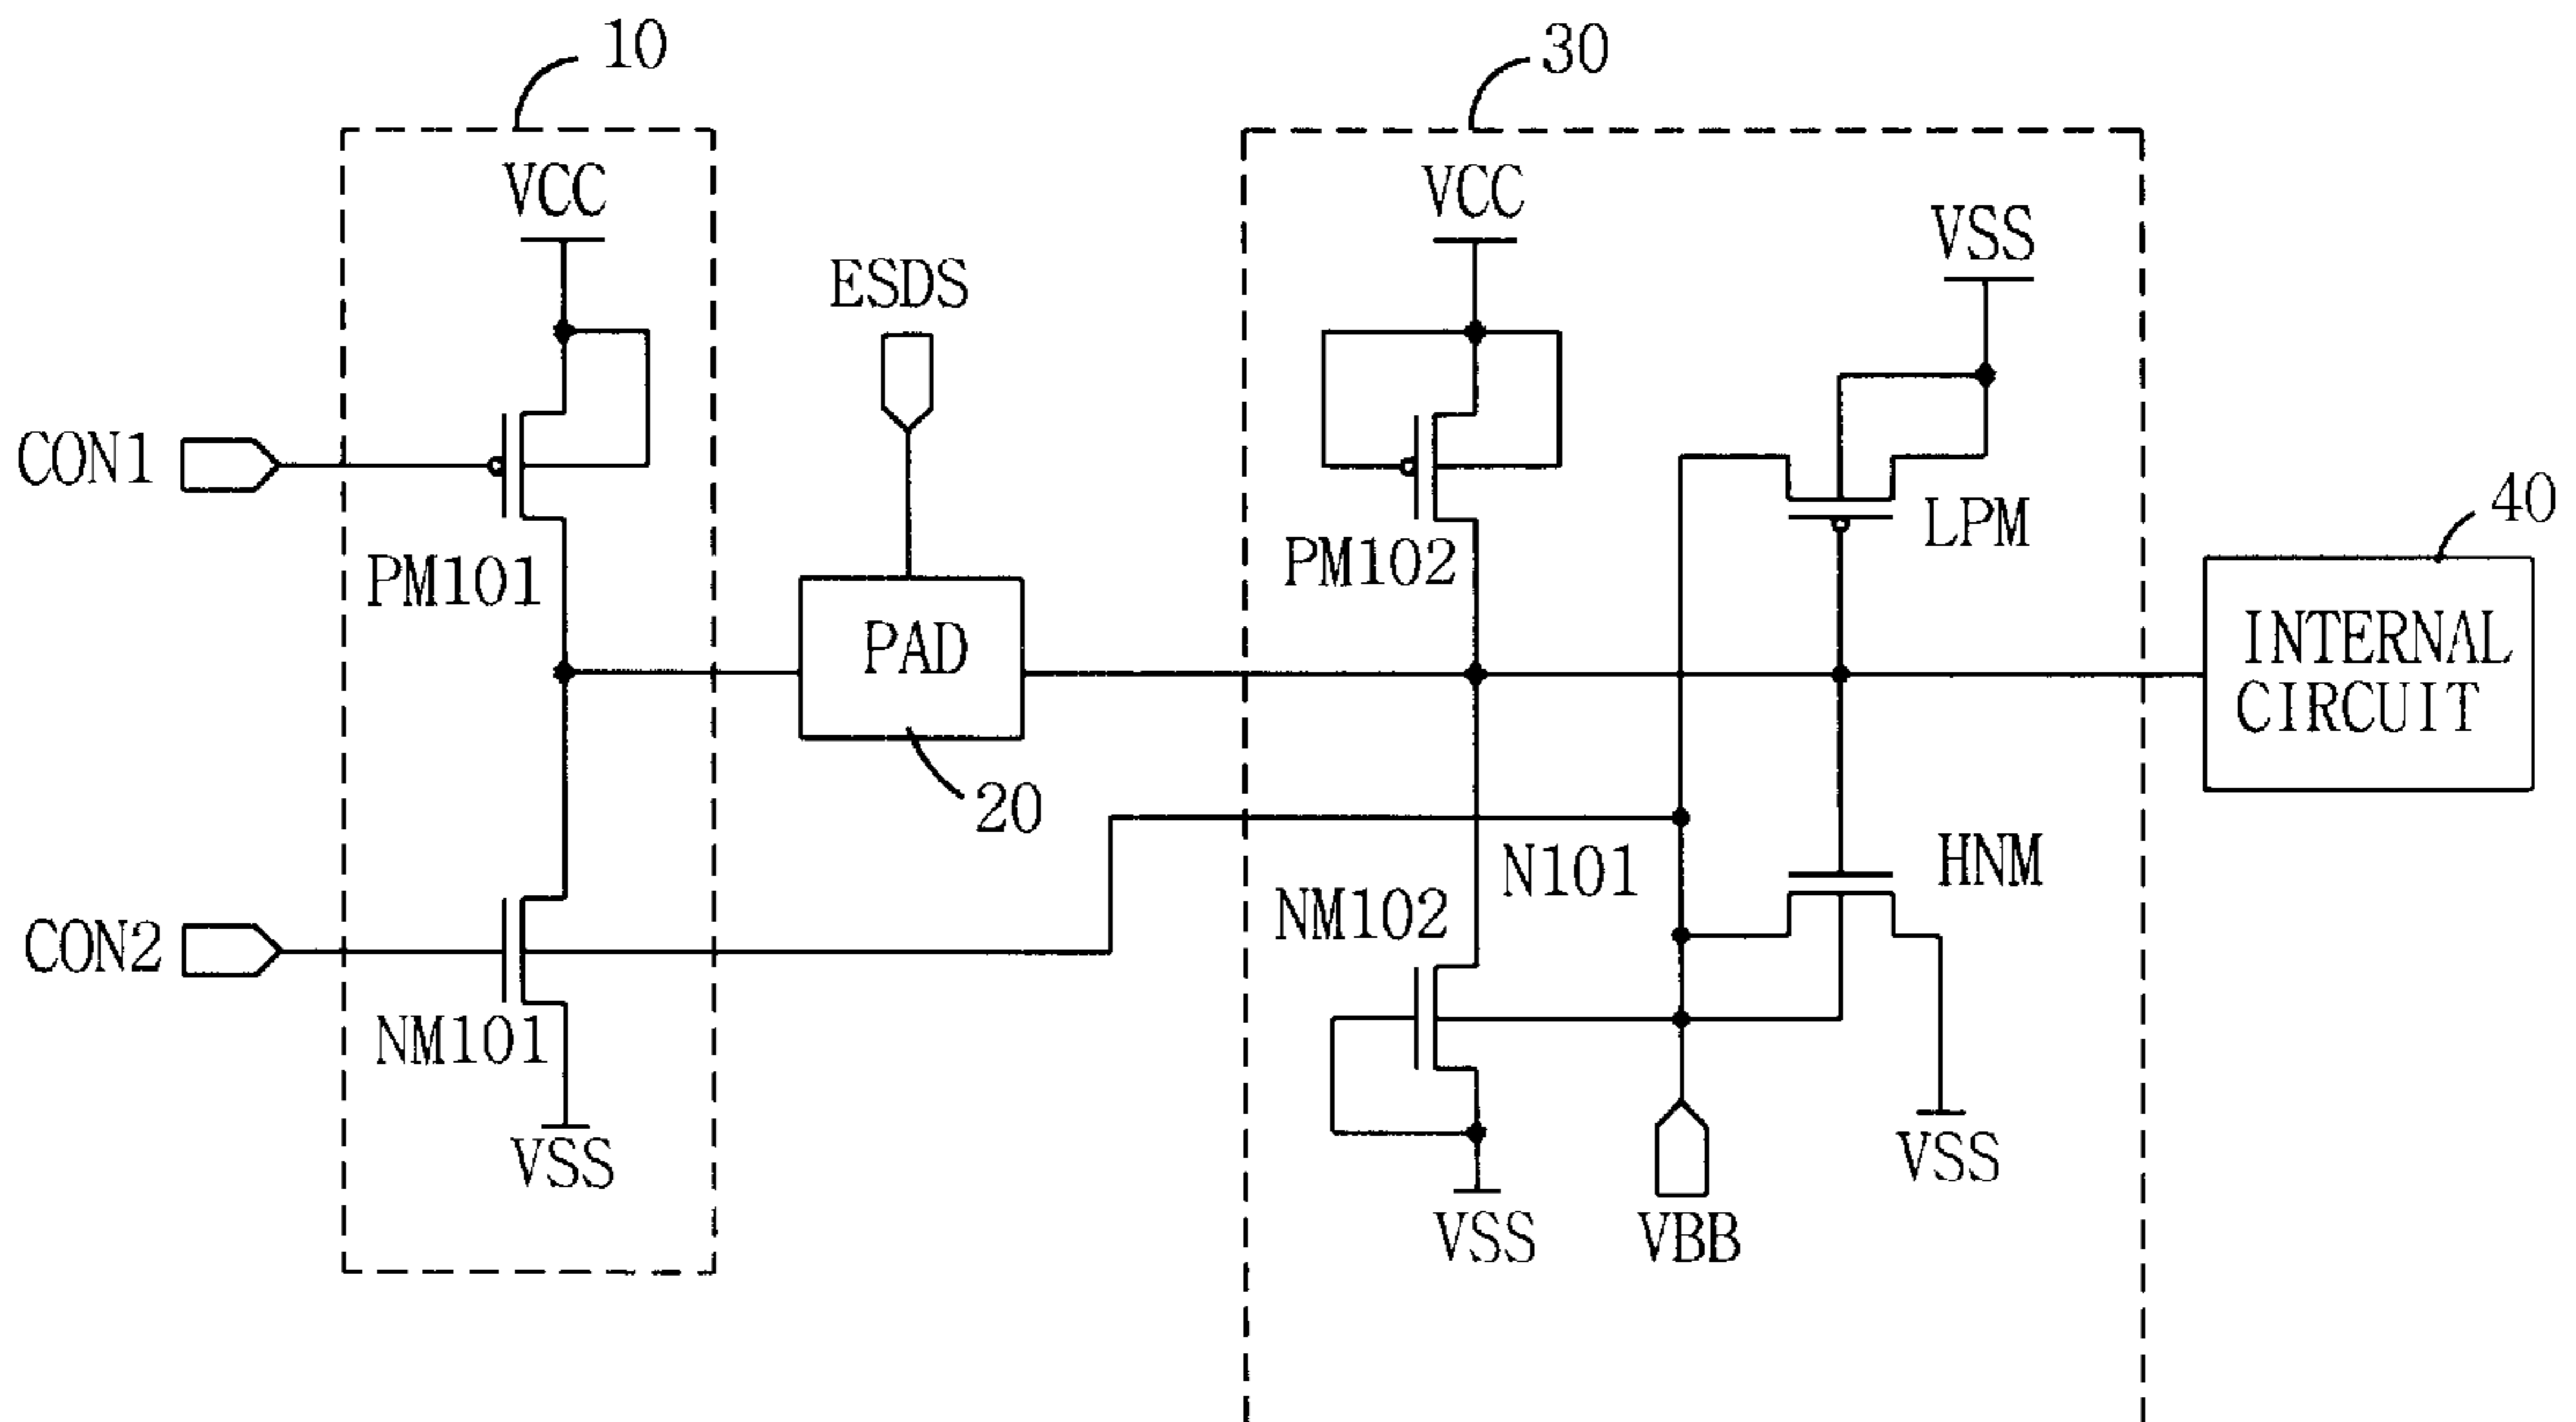 10
30
VCC
VCC
VSS
ESDS
CON1
LPM
40
PM102
PM101
PAD
INTERNAL
CIRCUIT
20
N101
HNM
NM102
CON2
NM101
VSS
VSS
VSS
VBB